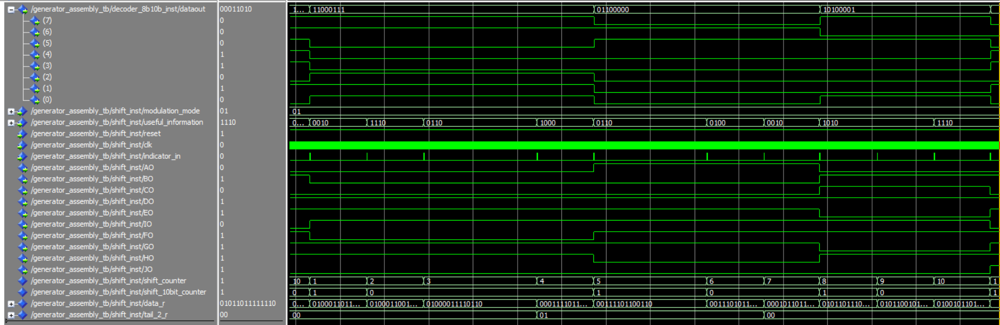 /generator_assembly_tb/decoder_8b10b_inst/dataout 00011010 1... 11000111 01100000 10100001
(7) 0
(6) 0
(5) 0
(4) 1
(3) 1
(2) 0
(1) 1
(0) 0
/generator_assembly_tb/shift_inst/modulation_mode 01 01
/generator_assembly_tb/shift_inst/useful_information 1110 0... 0010 1110 0110 1000 0110 0100 0010 1010 1110
/generator_assembly_tb/shift_inst/reset 1
/generator_assembly_tb/shift_inst/clk 0
/generator_assembly_tb/shift_inst/indicator_in 0
/generator_assembly_tb/shift_inst/AO 0
/generator_assembly_tb/shift_inst/BO 1
/generator_assembly_tb/shift_inst/CO 0
/generator_assembly_tb/shift_inst/DO 1
/generator_assembly_tb/shift_inst/EO 1
/generator_assembly_tb/shift_inst/IO 0
/generator_assembly_tb/shift_inst/FO 1
/generator_assembly_tb/shift_inst/GO 1
/generator_assembly_tb/shift_inst/HO 1
/generator_assembly_tb/shift_inst/JO 1
/generator_assembly_tb/shift_inst/shift_counter 1 10 1 2 3 4 5 6 7 8 9 10 1
/generator_assembly_tb/shift_inst/shift_10bit_counter 1 0 1 0 1 0 1 0 1
/generator_assembly_tb/shift_inst/data_r 01011011111110 0... 0100011011... 0100011001... 01000011110110 0001111011... 00111101100110 0011101011... 0001011011... 0101101110... 0101100101... 0100101101...
/generator_assembly_tb/shift_inst/tail_2_r 00 00 01 00